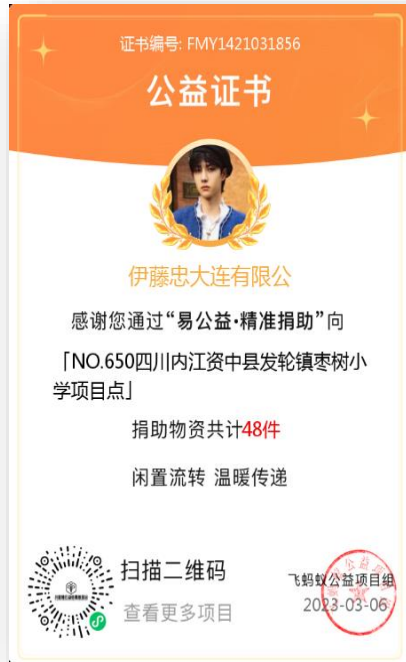 证书编号: FMY1421031856
公益证书
伊藤忠大连有限公
感谢您通过“易公益·精准捐助”向
「NO.650四川内江资中县发轮镇枣树小
学项目点」
捐助物资共计48件
闲置流转 温暖传递
扫描二维码
查看更多项目
飞蚂蚁公益项目组
2023-03-06